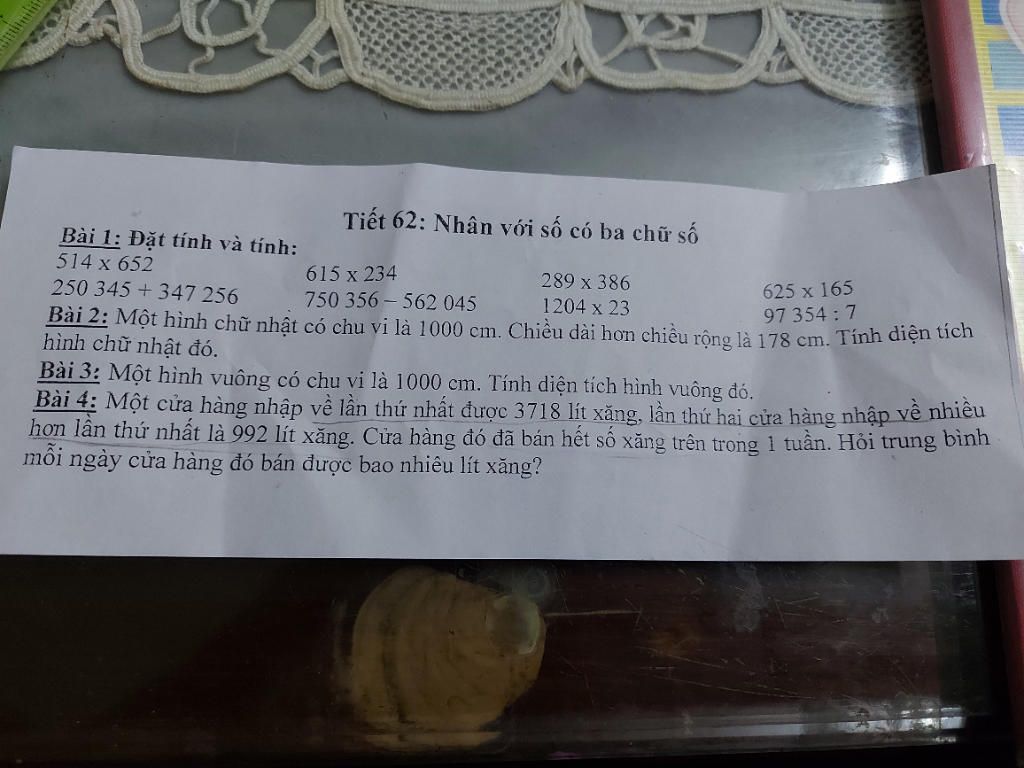 Tiết 62: Nhân với số có ba chữ số
Bài 1: Đặt tính và tính:
514 x 652 615 x 234 289 x 386 625 x 165
250 345 + 347 256 750 356 – 562 045 1204 x 23 97 354 : 7
Bài 2: Một hình chữ nhật có chu vi là 1000 cm. Chiều dài hơn chiều rộng là 178 cm. Tính diện tích
hình chữ nhật đó.
Bài 3: Một hình vuông có chu vi là 1000 cm. Tính diện tích hình vuông đó.
Bài 4: Một cửa hàng nhập về lần thứ nhất được 3718 lít xăng, lần thứ hai cửa hàng nhập về nhiều
hơn lần thứ nhất là 992 lít xăng. Cửa hàng đó đã bán hết số xăng trên trong 1 tuần. Hỏi trung bình
mỗi ngày cửa hàng đó bán được bao nhiêu lít xăng?